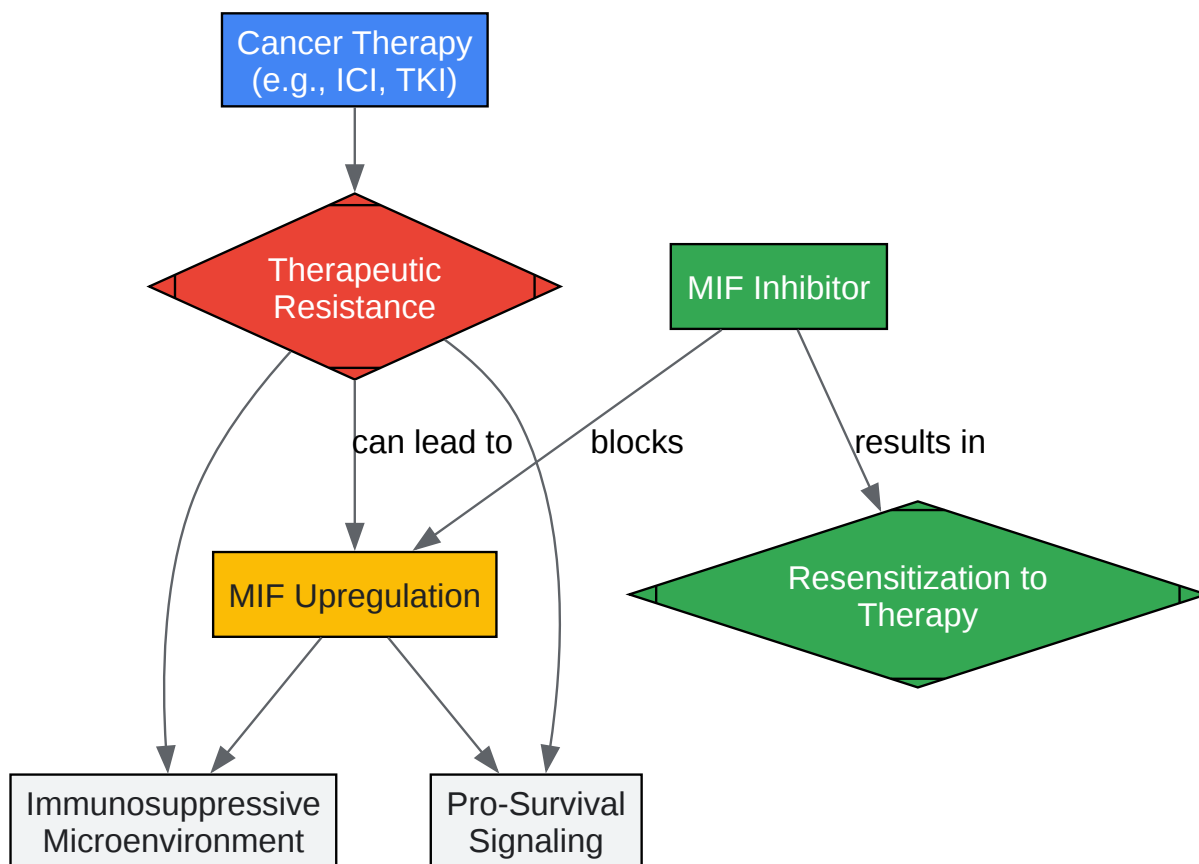 Cancer Therapy
(e.g., ICI, TKI)
Therapeutic
Resistance
MIF Inhibitor
can lead to
blocks
results in
MIF Upregulation
Resensitization to
Therapy
Immunosuppressive
Microenvironment
Pro-Survival
Signaling